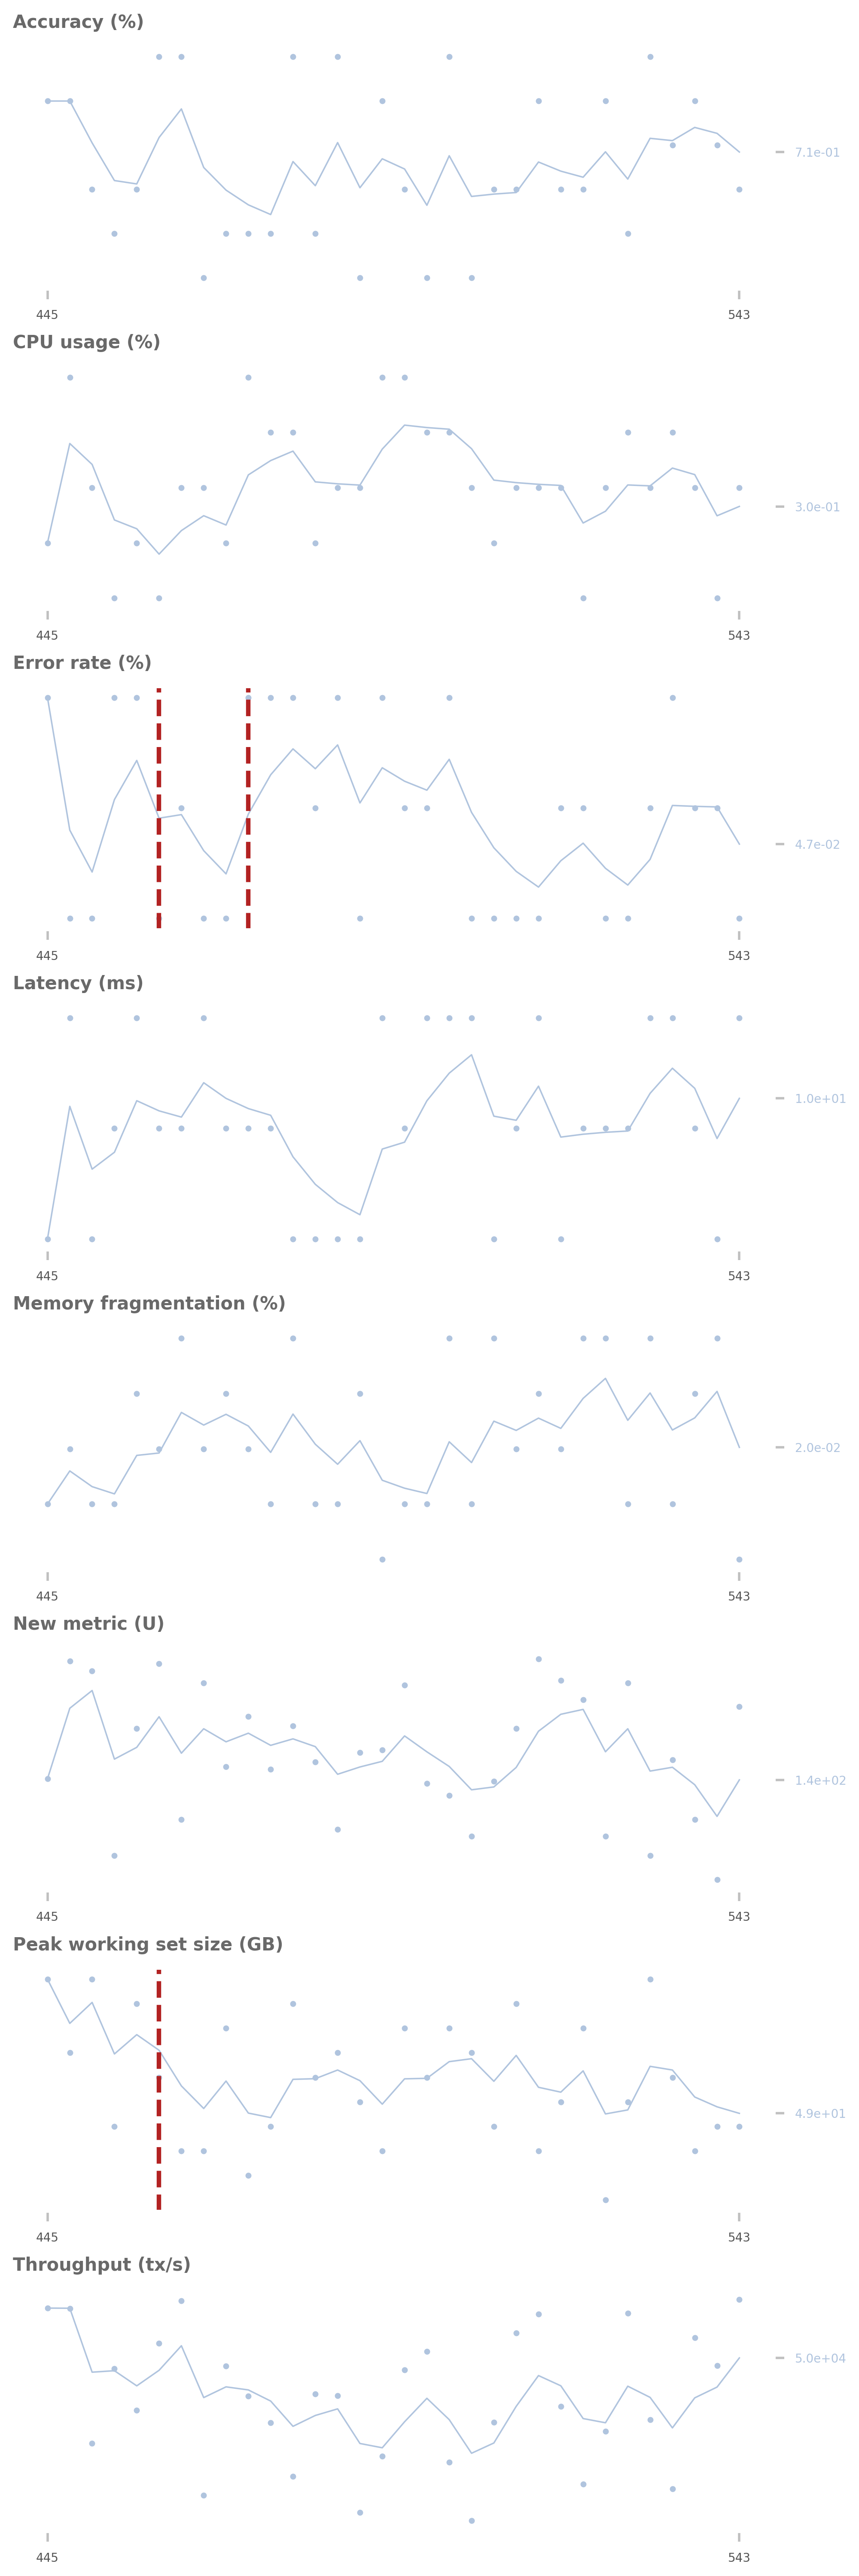 Accuracy (%)
7.1e-01
445 543
CPU usage (%)
3.0e-01
445 543
Error rate (%)
4.7e-02
445 543
Latency (ms)
1.0e+01
445 543
Memory fragmentation (%)
2.0e-02
445 543
New metric (U)
1.4e+02
445 543
Peak working set size (GB)
4.9e+01
445 543
Throughput (tx/s)
5.0e+04
445 543